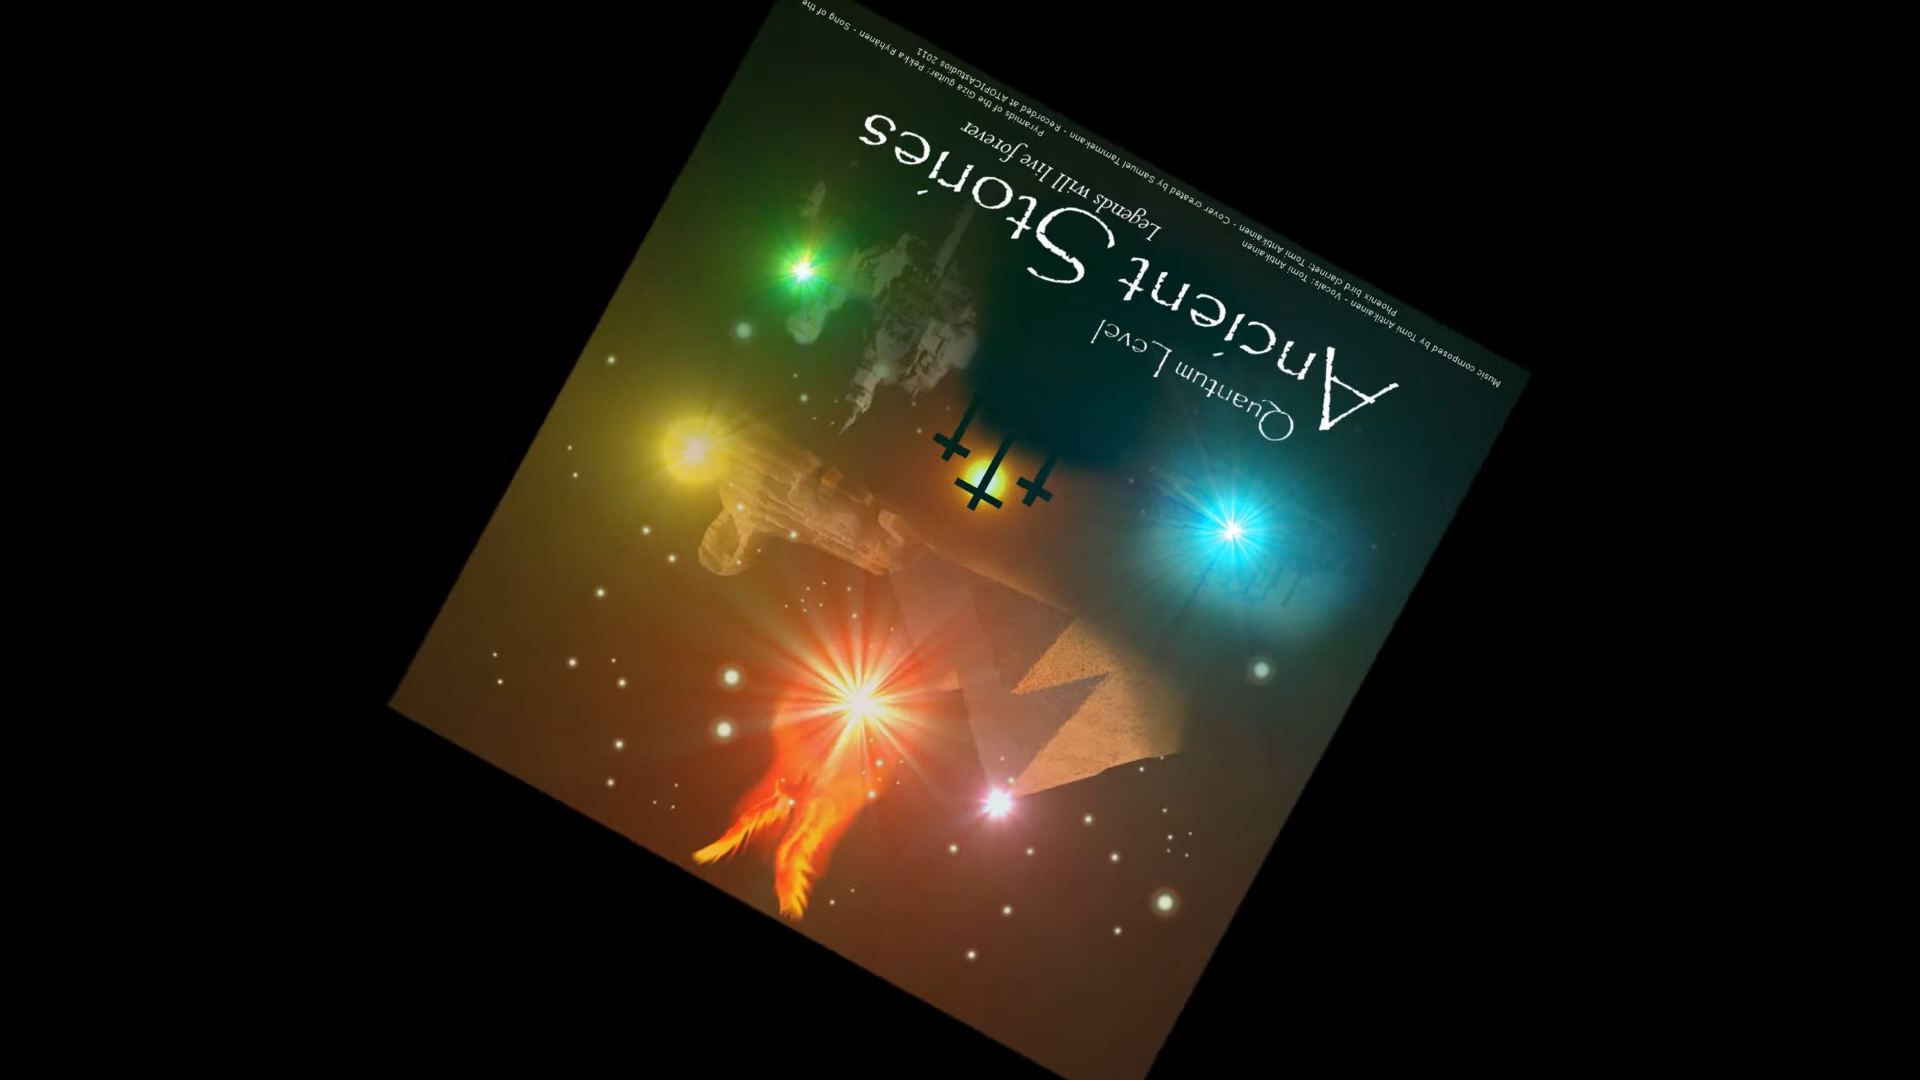 Quantum Level
Ancient Stories
Legends will live forever
Music composed by Tomi Antikainen - Vocals: Tomi Antikainen Pyramids of the Giza guitar: Pekka Ryhänen - Song of the
Phoenix bird clarinet: Tomi Antikainen - Cover created by Samuel Tammekann - Recorded at ATOPICAstudios 2011